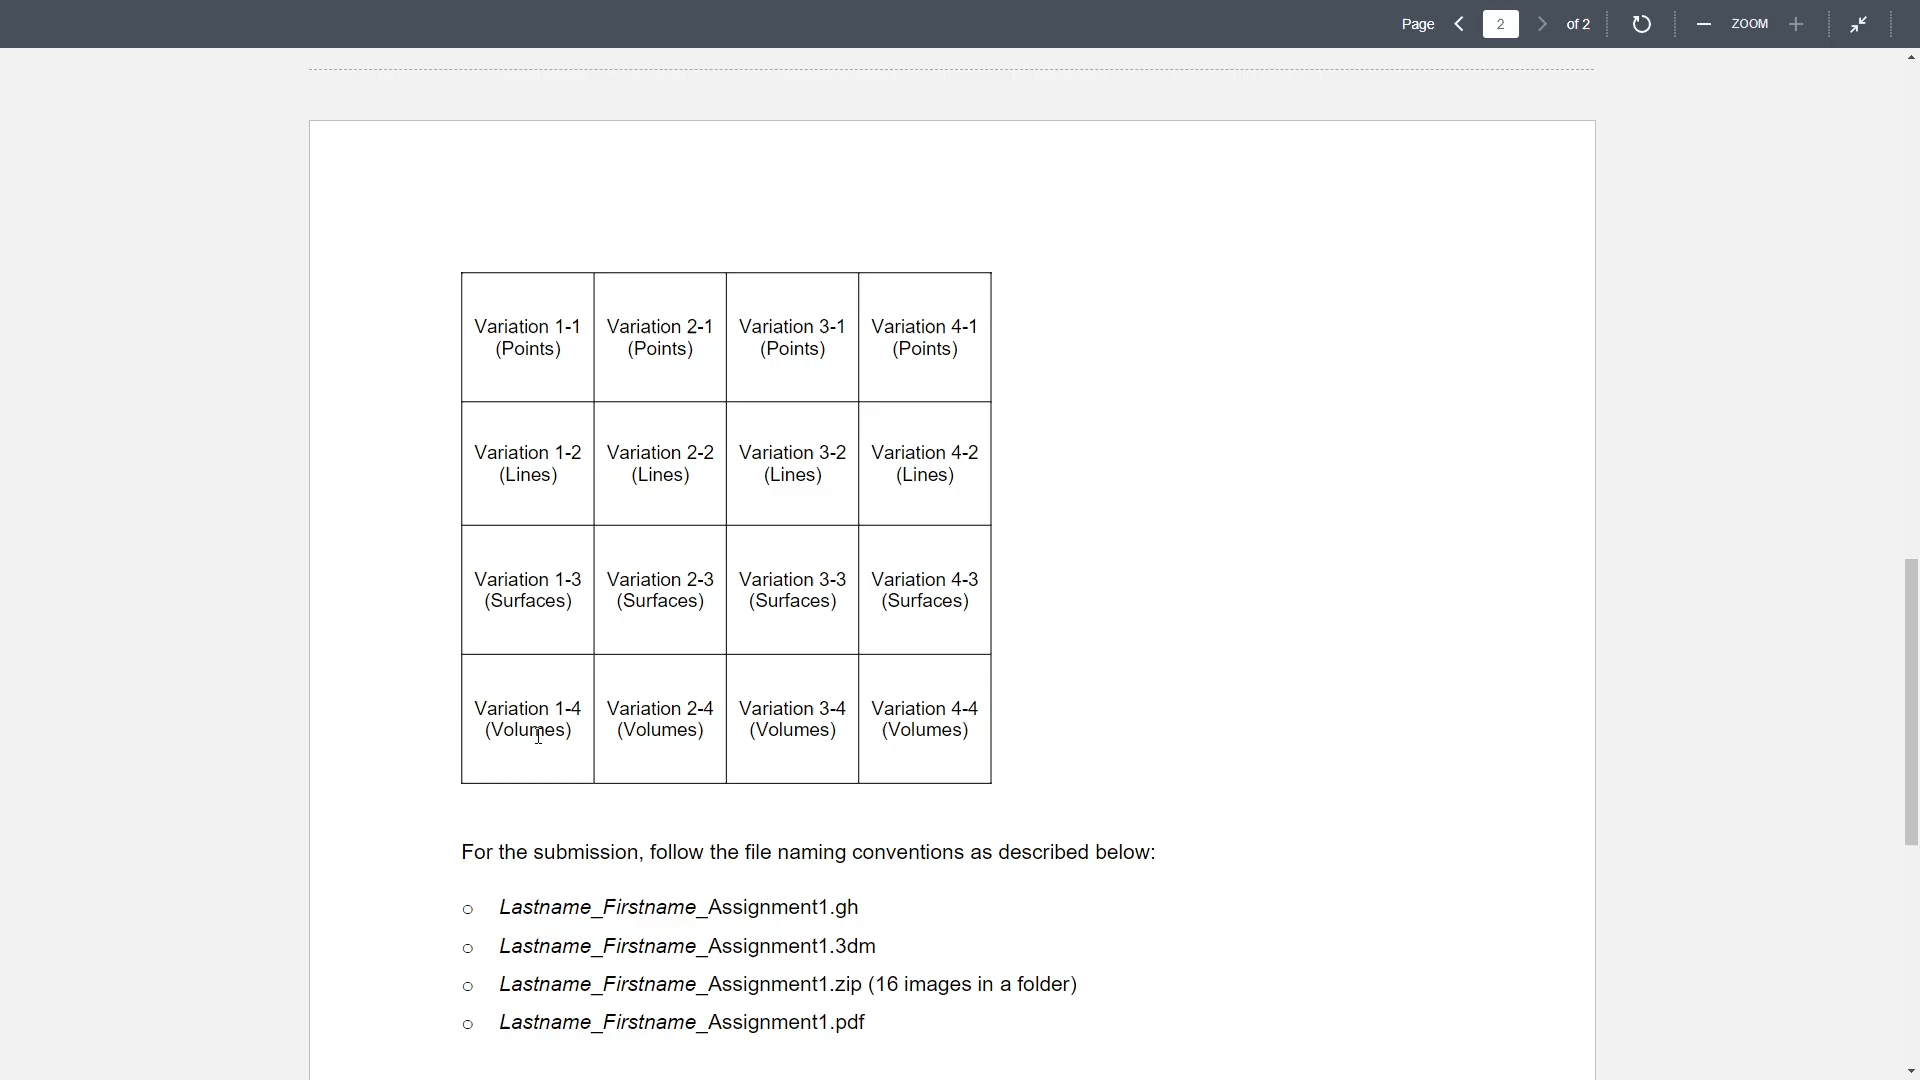 Page 2 of 2 ZOOM
Variation 1-1 Variation 2-1 Variation 3-1 Variation 4-1
(Points) (Points) (Points) (Points)
Variation 1-2 Variation 2-2 Variation 3-2 Variation 4-2
(Lines) (Lines) (Lines) (Lines)
Variation 1-3 Variation 2-3 Variation 3-3 Variation 4-3
(Surfaces) (Surfaces) (Surfaces) (Surfaces)
Variation 1-4 Variation 2-4 Variation 3-4 Variation 4-4
(Volumes) (Volumes) (Volumes) (Volumes)
For the submission, follow the file naming conventions as described below:
Lastname_Firstname_Assignment1.gh
Lastname_Firstname_Assignment1.3dm
Lastname_Firstname_Assignment1.zip (16 images in a folder)
Lastname_Firstname_Assignment1.pdf